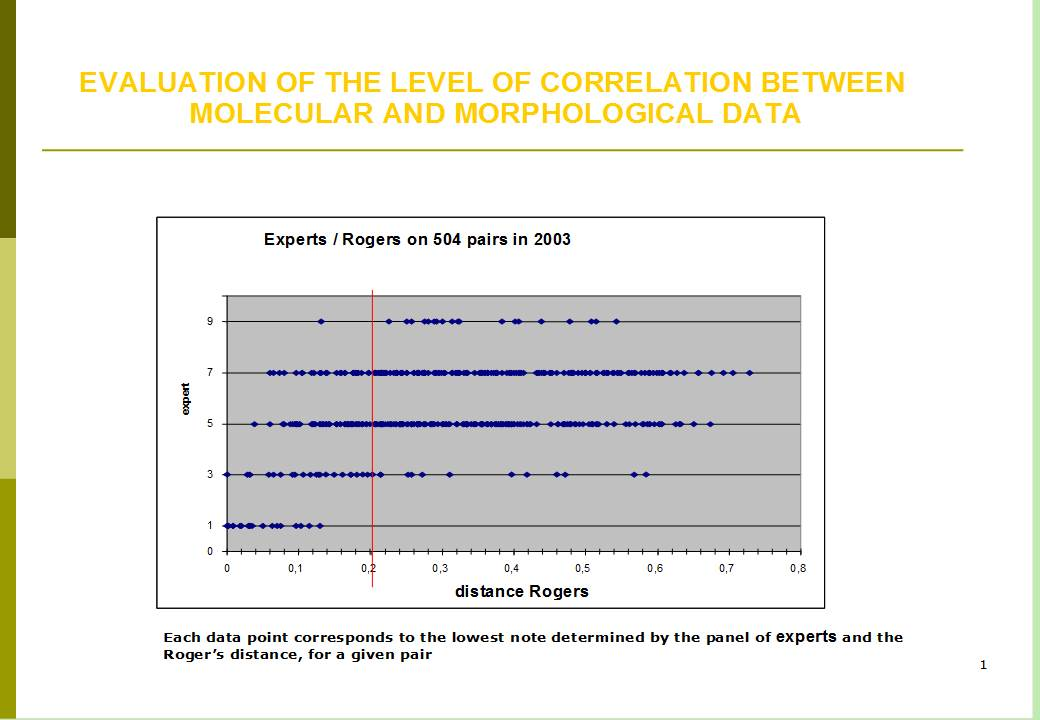 EVALUATION OF THE LEVEL OF CORRELATION BETWEEN
MOLECULAR AND MORPHOLOGICAL DATA
Experts / Rogers on 504 pairs in 2003
9
7
5
3
1
0
expert
0 0,1 0,2 0,3 0,4 0,5 0,6 0,7 0,8
distance Rogers
Each data point corresponds to the lowest note determined by the panel of experts and the
Roger’s distance, for a given pair
1